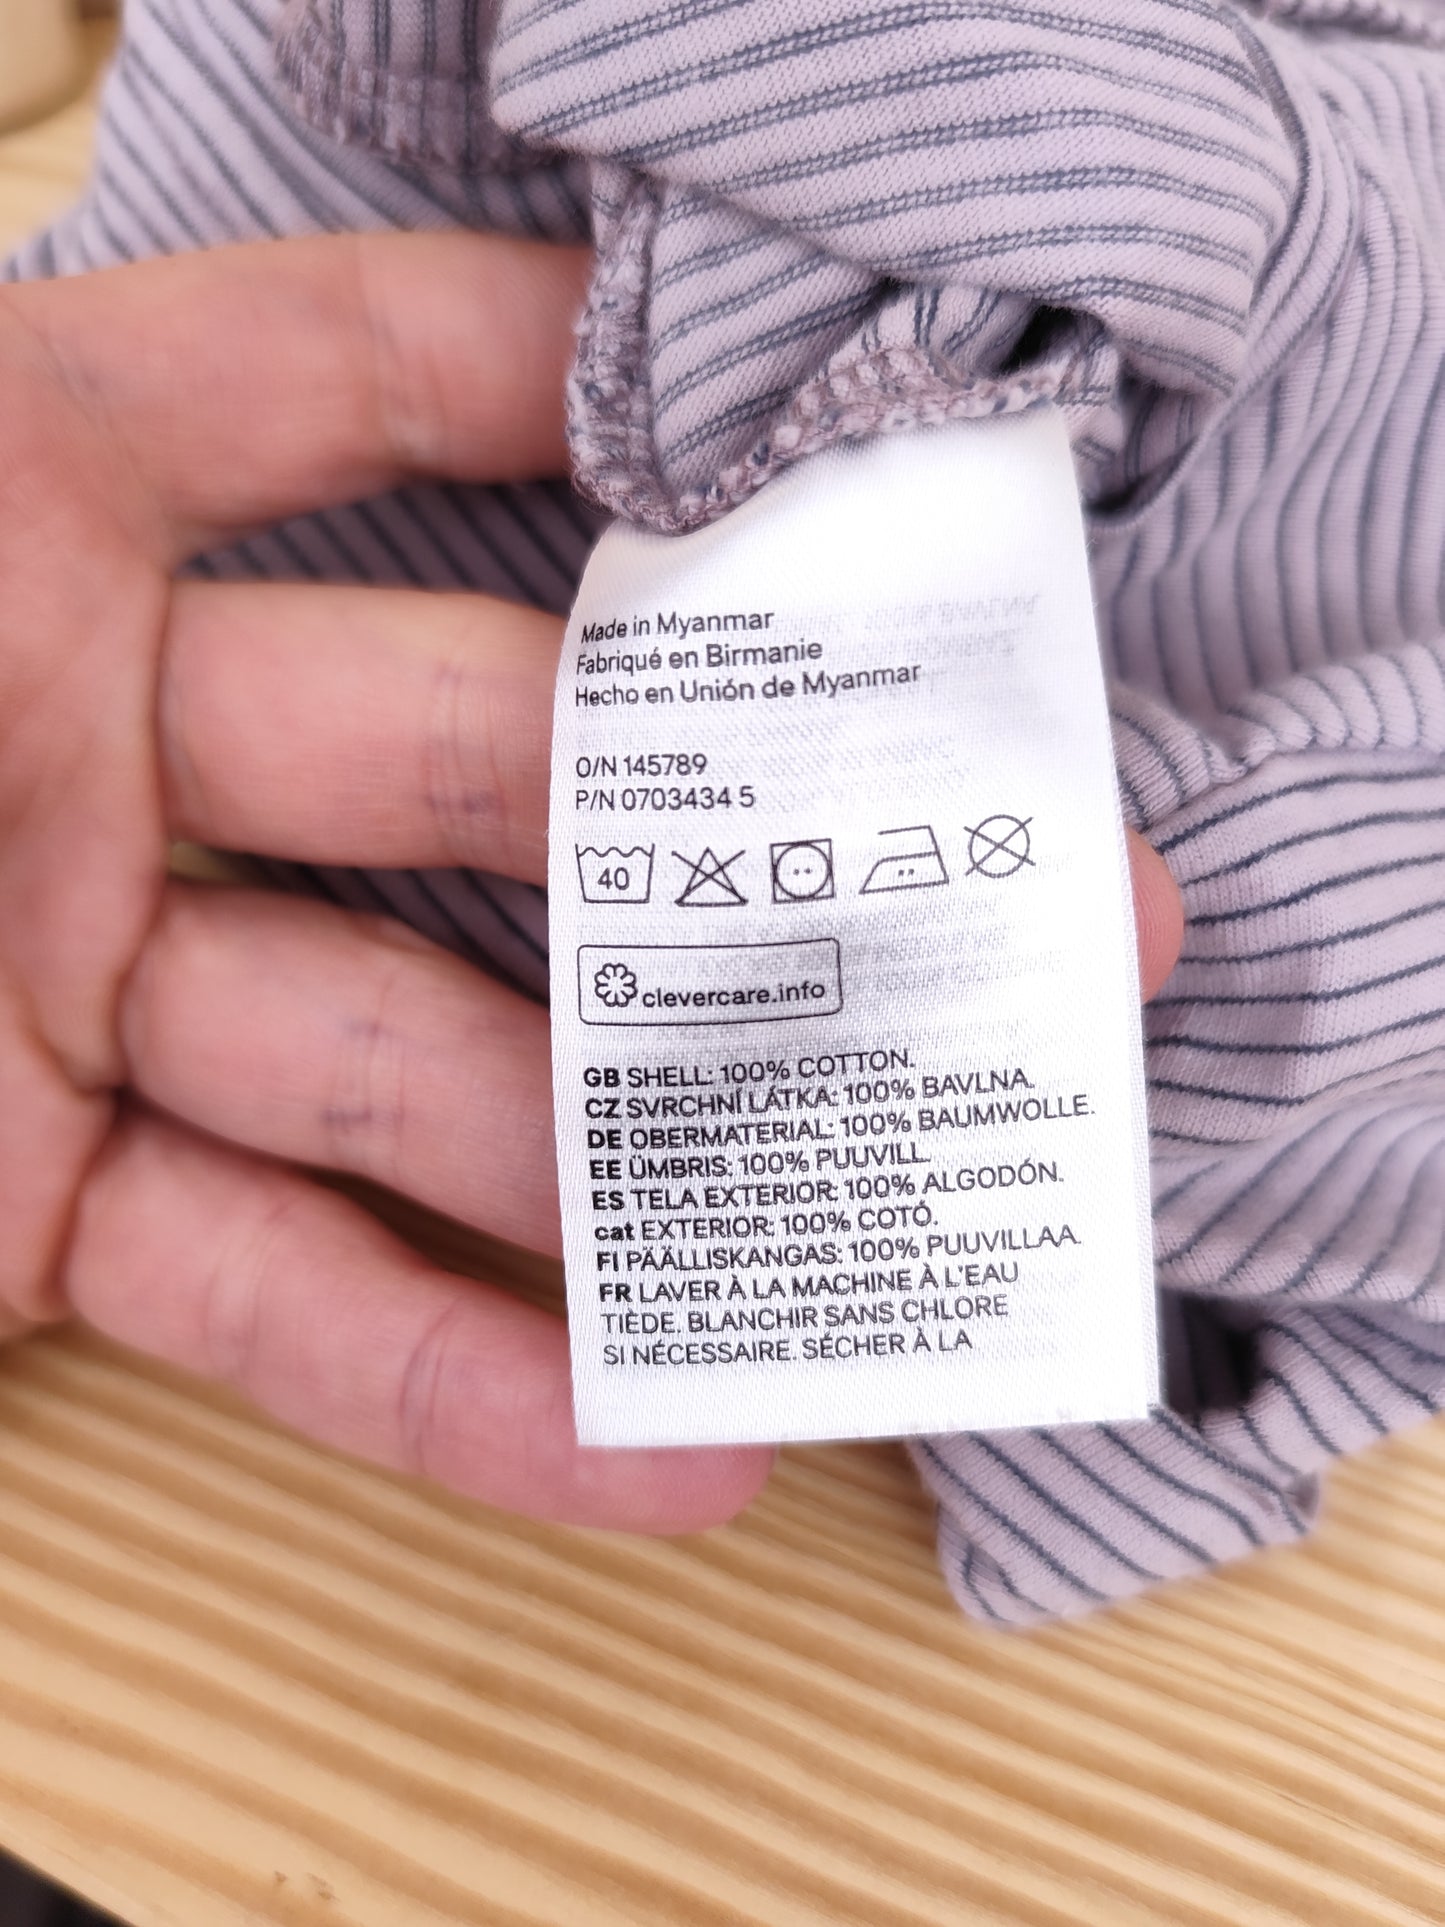 Made in Myanmar
Fabriqué en Birmanie
Hecho en Unión de Myanmar
O/N 145789
P/N 0703434 5
40
clevercare.info
GB SHELL: 100% COTTON.
CZ SVRCHNÍ LÁTKA: 100% BAVLNA.
DE OBERMATERIAL: 100% BAUMWOLLE.
EE ÜMBRIS: 100% PUUVILL.
ES TELA EXTERIOR: 100% ALGODÓN.
cat EXTERIOR: 100% COTÓ.
FI PÄÄLLISKANGAS: 100% PUUVILLAA.
FR LAVER À LA MACHINE À L'EAU
TIÈDE. BLANCHIR SANS CHLORE
SI NÉCESSAIRE. SÉCHER À LA